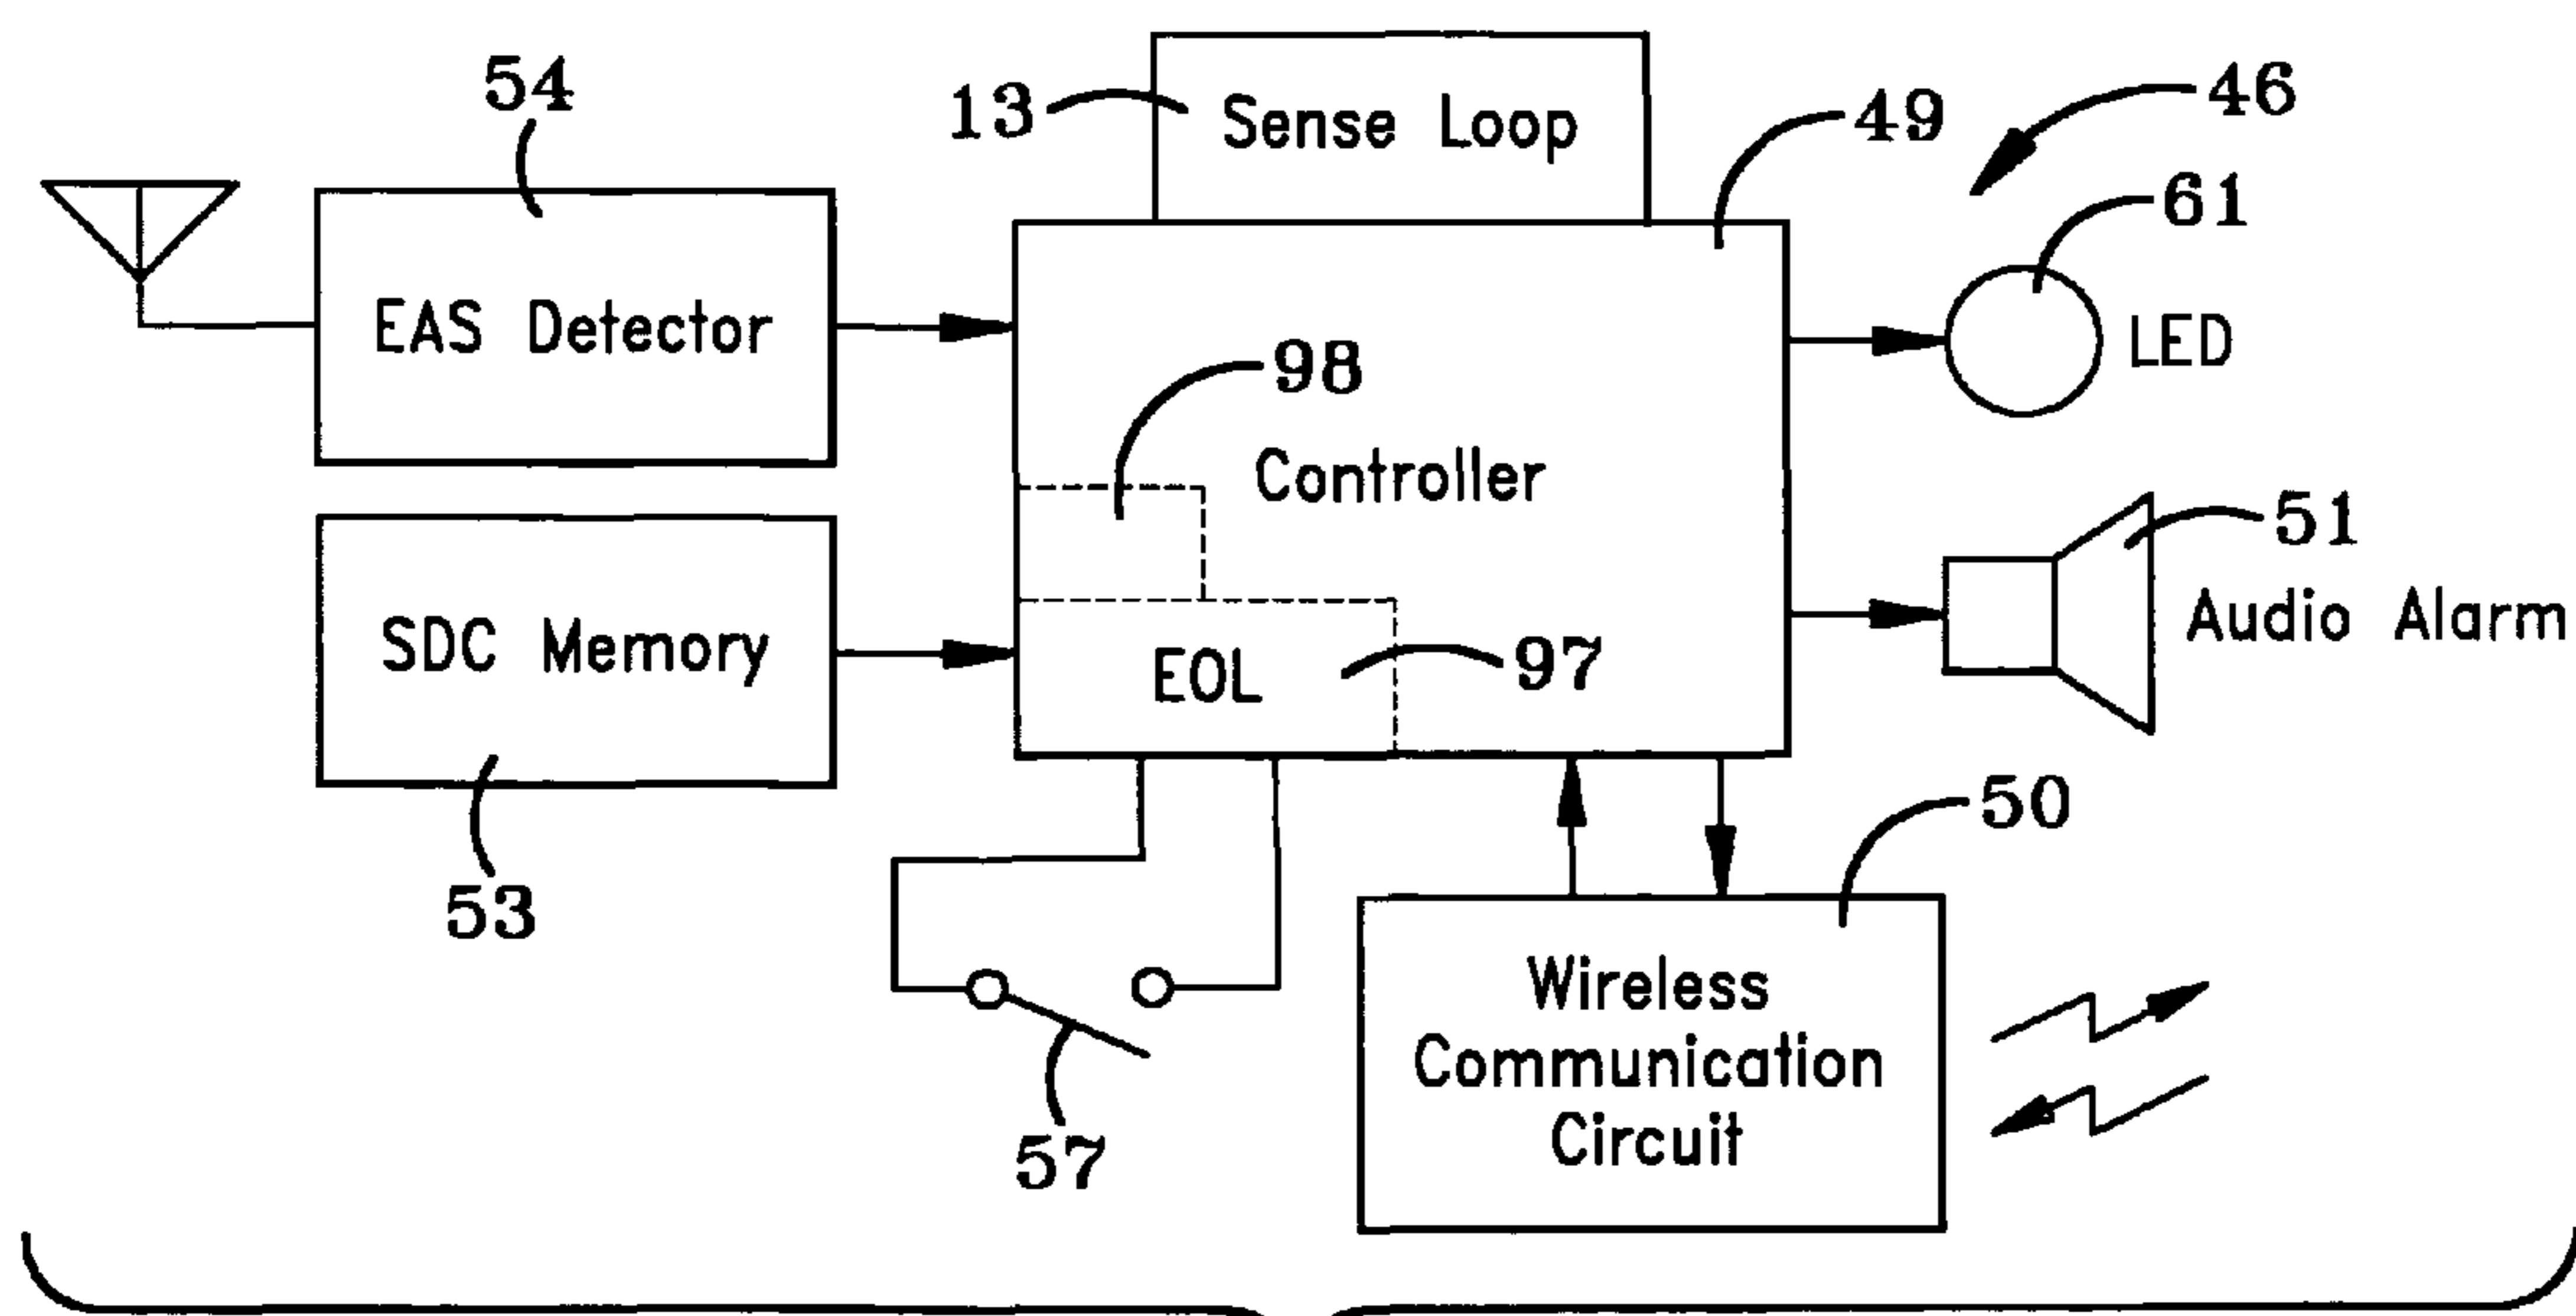 54
13
Sense Loop
49
46
61
EAS Detector
LED
98
Controller
51
SDC Memory
Audio Alarm
EOL
97
53
50
57
Wireless
Communication
Circuit